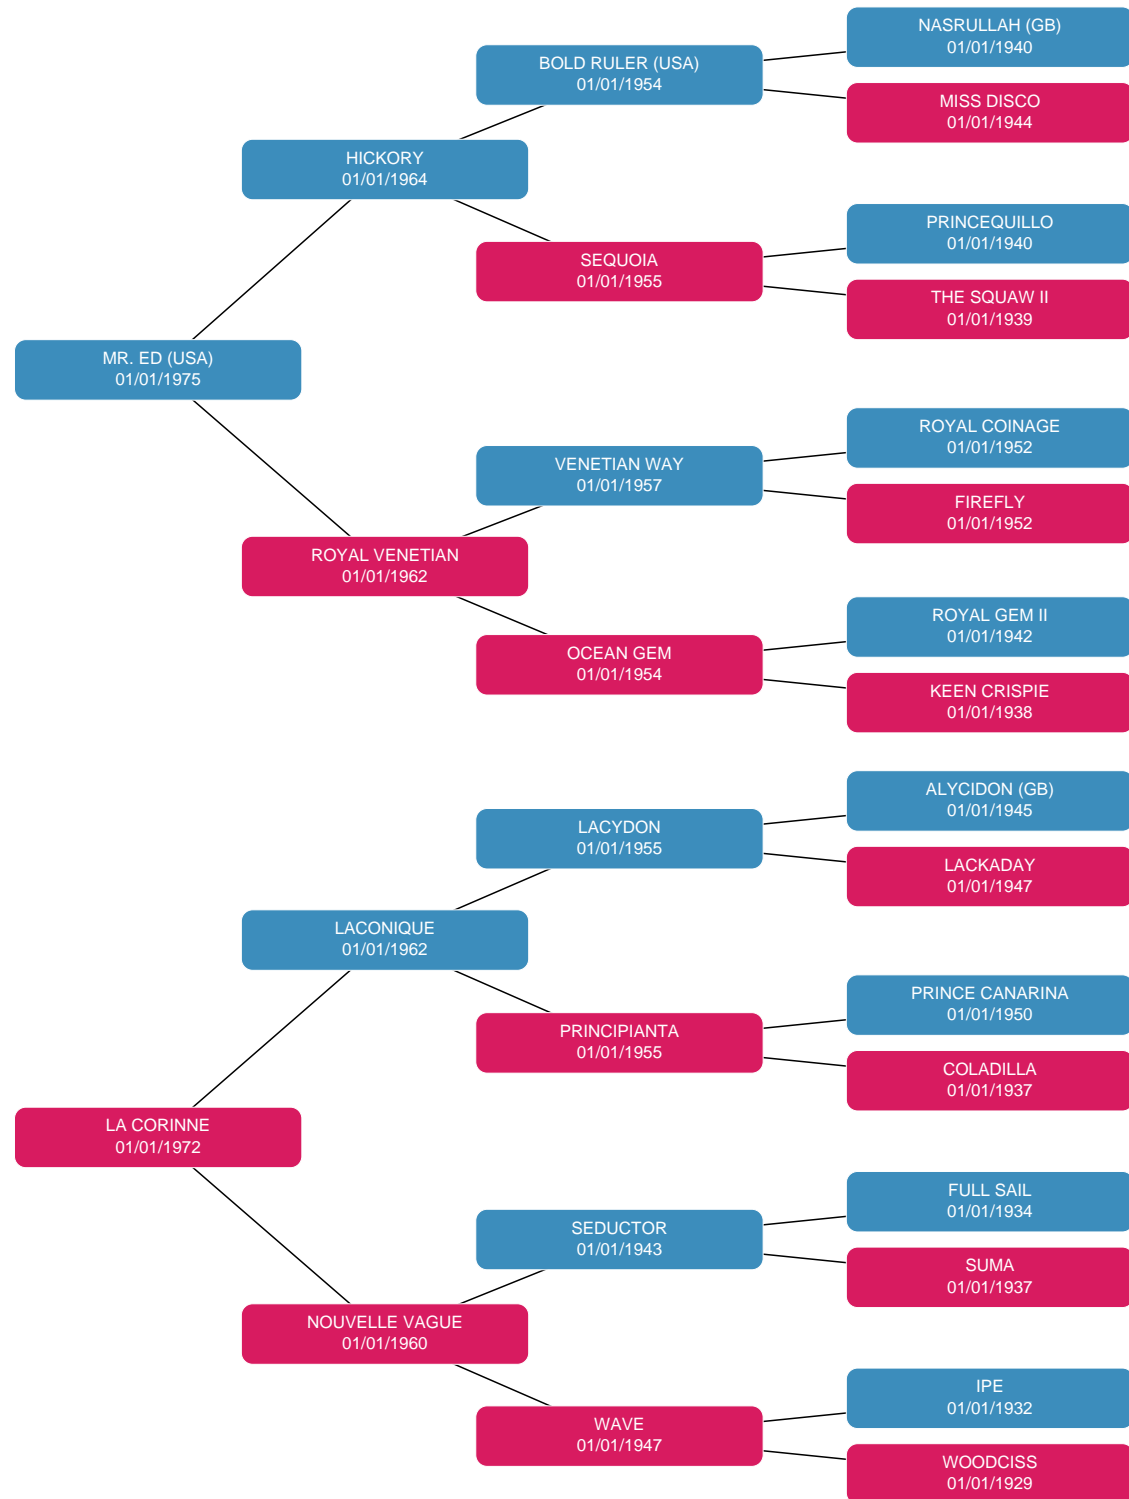 NASRULLAH (GB)
01/01/1940
BOLD RULER (USA)
01/01/1954
MISS DISCO
01/01/1944
HICKORY
01/01/1964
PRINCEQUILLO
01/01/1940
SEQUOIA
01/01/1955
THE SQUAW II
01/01/1939
MR. ED (USA)
01/01/1975
ROYAL COINAGE
01/01/1952
VENETIAN WAY
01/01/1957
FIREFLY
01/01/1952
ROYAL VENETIAN
01/01/1962
ROYAL GEM II
01/01/1942
OCEAN GEM
01/01/1954
KEEN CRISPIE
01/01/1938
ALYCIDON (GB)
01/01/1945
LACYDON
01/01/1955
LACKADAY
01/01/1947
LACONIQUE
01/01/1962
PRINCE CANARINA
01/01/1950
PRINCIPIANTA
01/01/1955
COLADILLA
01/01/1937
LA CORINNE
01/01/1972
FULL SAIL
01/01/1934
SEDUCTOR
01/01/1943
SUMA
01/01/1937
NOUVELLE VAGUE
01/01/1960
IPE
01/01/1932
WAVE
01/01/1947
WOODCISS
01/01/1929